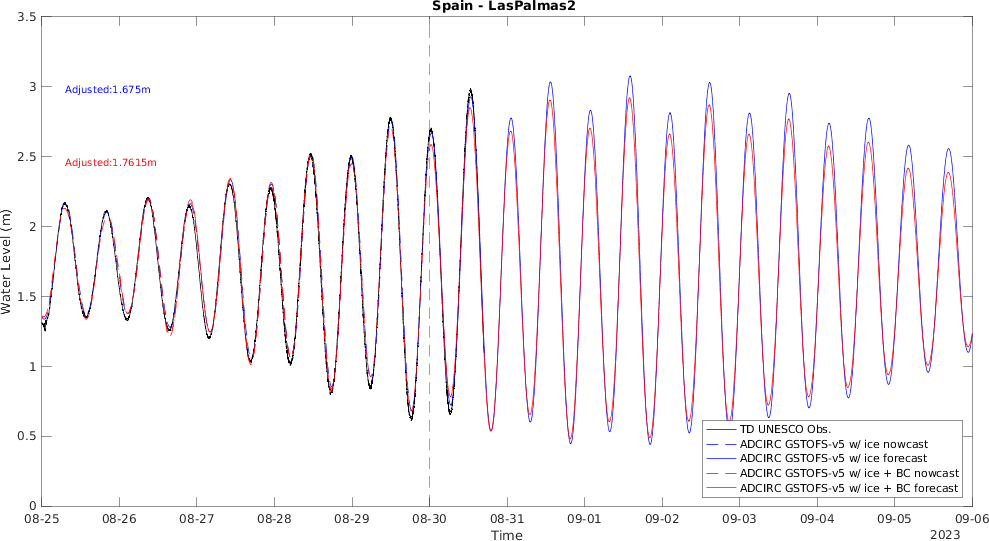 Spain - LasPalmas2
3.5
3
2.5
2
1.5
1
0.5
0
Water Level (m)
Adjusted:1.675m
Adjusted:1.7615m
TD UNESCO Obs.
ADCIRC GSTOFS-v5 w/ ice nowcast
ADCIRC GSTOFS-v5 w/ ice forecast
ADCIRC GSTOFS-v5 w/ ice + BC nowcast
ADCIRC GSTOFS-v5 w/ ice + BC forecast
08-25 08-26 08-27 08-28 08-29 08-30 08-31 09-01 09-02 09-03 09-04 09-05 09-06
Time
2023